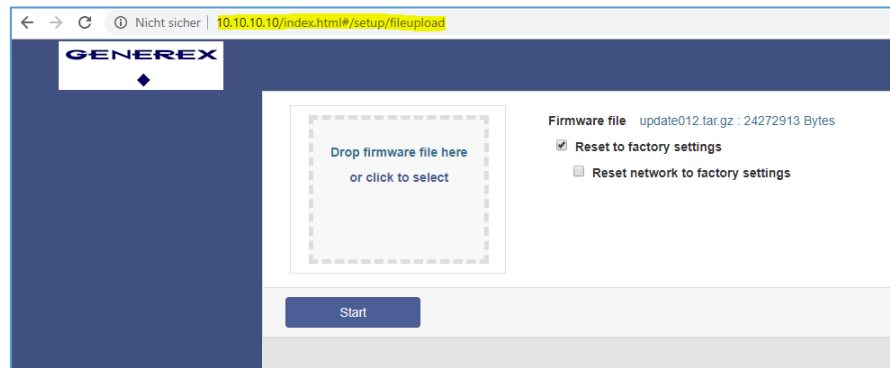 Nicht sicher | 10.10.10.10/index.html#/setup/fileupload
GENEREX
Drop firmware file here
or click to select
Firmware file update012.tar.gz : 24272913 Bytes
Reset to factory settings
Reset network to factory settings
Start